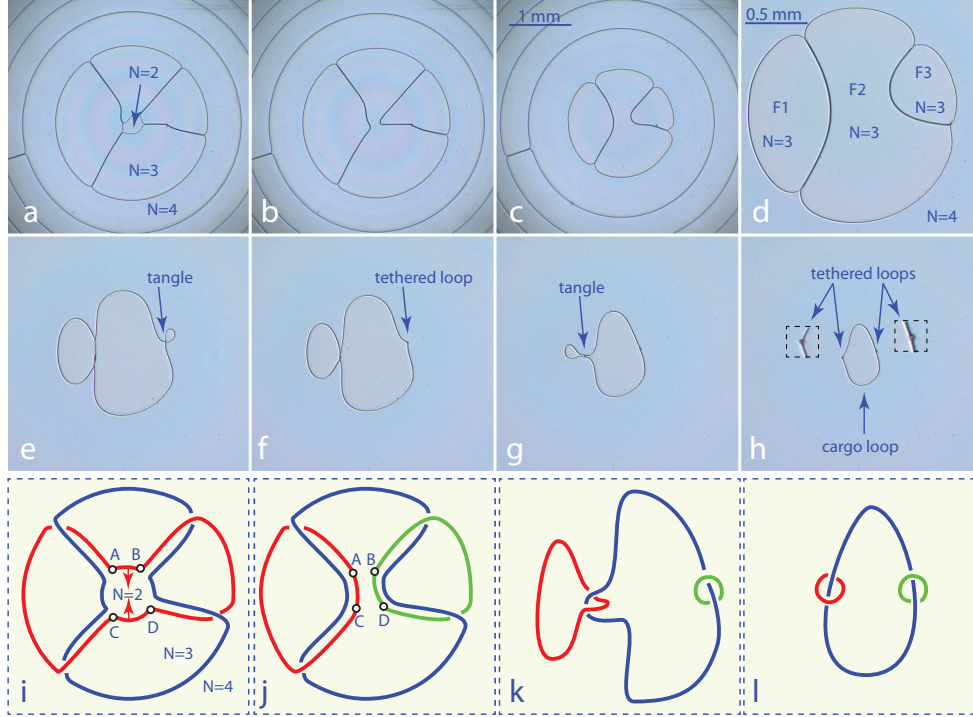 N=2
N=3
N=4
a
b
1 mm
c
0.5 mm
F1
F2
F3
N=3
N=3
N=3
N=4
d
tangle
e
tethered loop
f
tangle
g
tethered loops
cargo loop
h
A B
N=2
C D
N=3
N=4
i
A B
C D
j
k
l